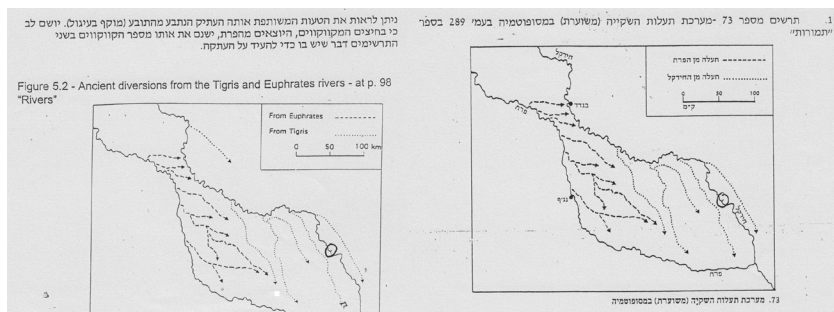 1. תרשים מספר 73 -מערכת תעלות השקייה (משוערת) במסופוטמיה בעמ' 289 בספר
"תמורות"
חידקל
תעלה מן הפרת
תעלה מן החידקל
0 50 100
ק"מ
בגדד
פרת
נג'ף
חידקל
פרת
73. מערכת תעלות השקיה (משוערת) במסופוטמיה
ניתן לראות את הטעות המשותפת אותה העתיק הנתבע מהתובע (מוקף בעיגול). יושם לב
כי בחיצים המקווקווים, היוצאים מהפרת, ישנם את אותו מספר הקווקווים בשני
התרשימים דבר שיש בו כדי להעיד על העתקה.
Figure 5.2 - Ancient diversions from the Tigris and Euphrates rivers - at p. 98
"Rivers"
From Euphrates
From Tigris
0 50 100 km